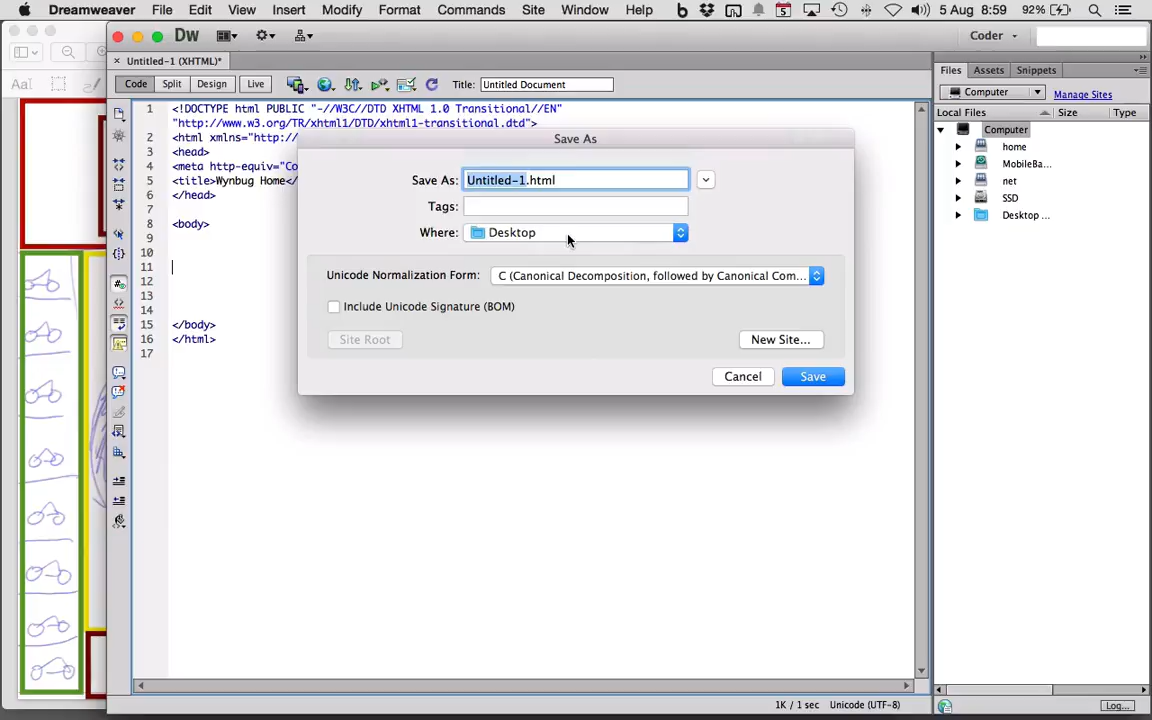 Dreamweaver File Edit View Insert Modify Format Commands Site Window Help 5 5 Aug 8:59 92%
Dw Coder
× Untitled-1 (XHTML)*
Code Split Design Live Title: Untitled Document
1 <!DOCTYPE html PUBLIC "-//W3C//DTD XHTML 1.0 Transitional//EN"
"http://www.w3.org/TR/xhtml1/DTD/xhtml1-transitional.dtd">
2 <html xmlns="http://
3 <head>
4 <meta http-equiv="Co
5 <title>Wynbug Home</
6 </head>
7
8 <body>
9
10
11
12
13
14
15 </body>
16 </html>
17
Save As
Save As: Untitled-1.html
Tags:
Where: Desktop
Unicode Normalization Form: C (Canonical Decomposition, followed by Canonical Com...
Include Unicode Signature (BOM)
Site Root New Site...
Cancel Save
Files Assets Snippets
Computer Manage Sites
Local Files Size Type
Computer
home
MobileBa...
net
SSD
Desktop ...
1K / 1 sec Unicode (UTF-8)
Log...